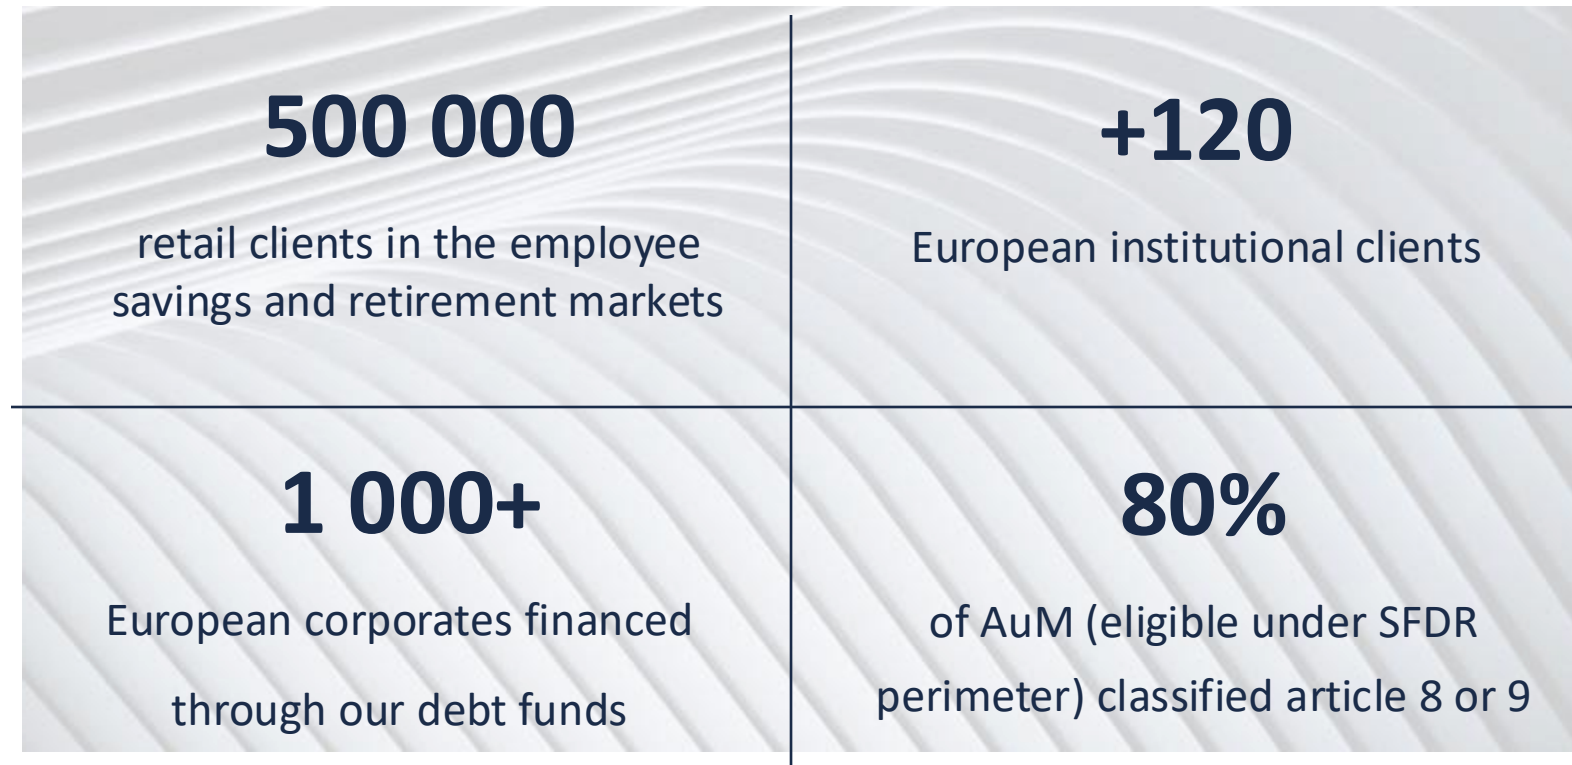 500 000
retail clients in the employee
savings and retirement markets
+120
European institutional clients
1 000+
European corporates financed
through our debt funds
80%
of AuM (eligible under SFDR
perimeter) classified article 8 or 9